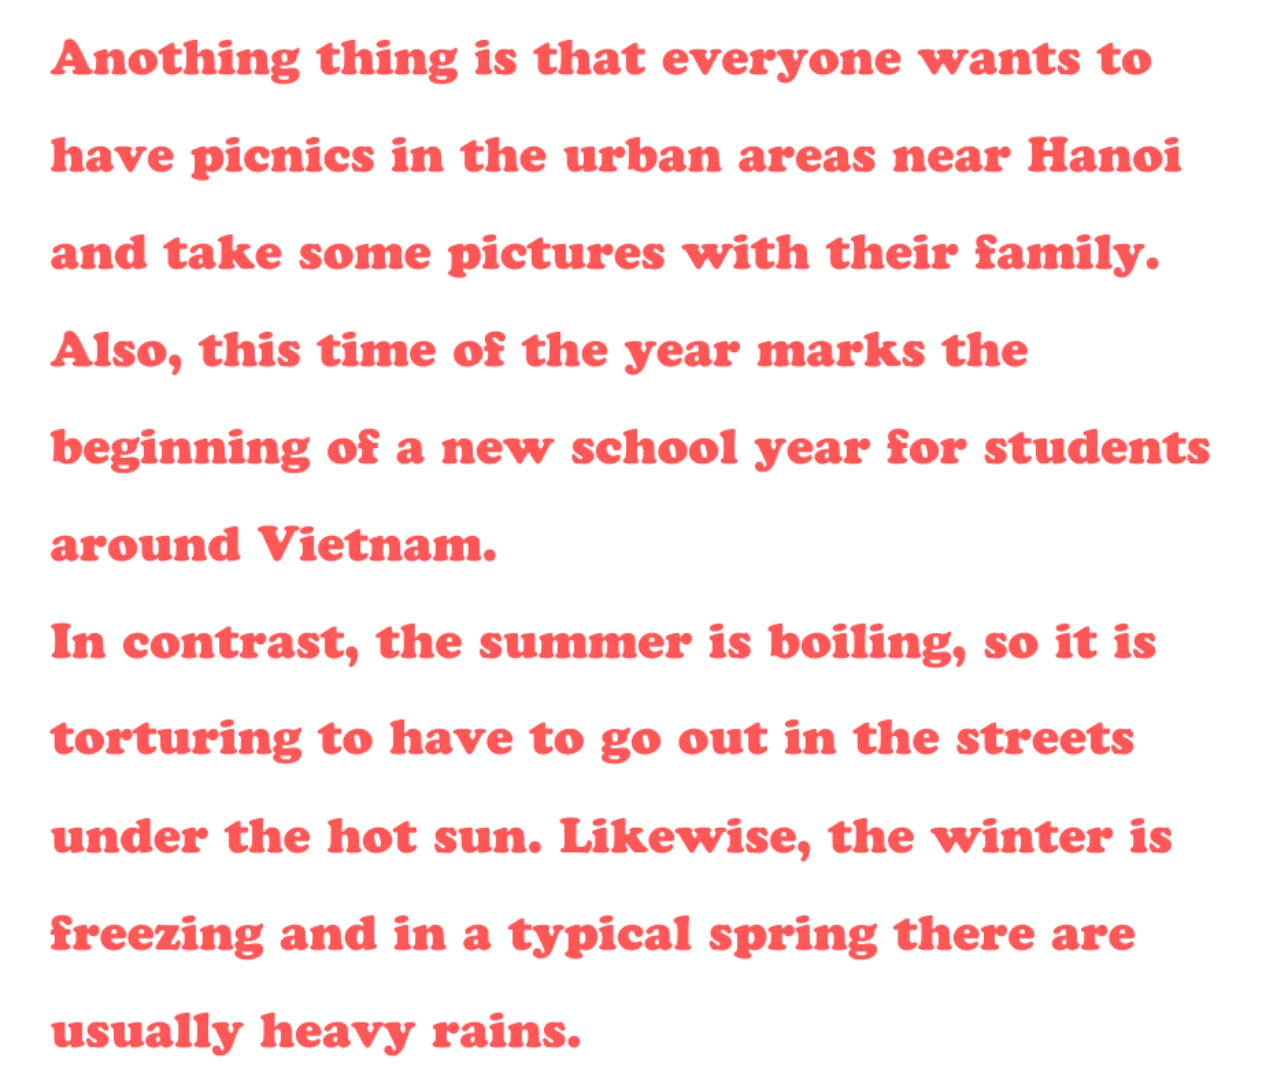 Anothing thing is that everyone wants to
have picnics in the urban areas near Hanoi
and take some pictures with their family.
Also, this time of the year marks the
beginning of a new school year for students
around Vietnam.
In contrast, the summer is boiling, so it is
torturing to have to go out in the streets
under the hot sun. Likewise, the winter is
freezing and in a typical spring there are
usually heavy rains.